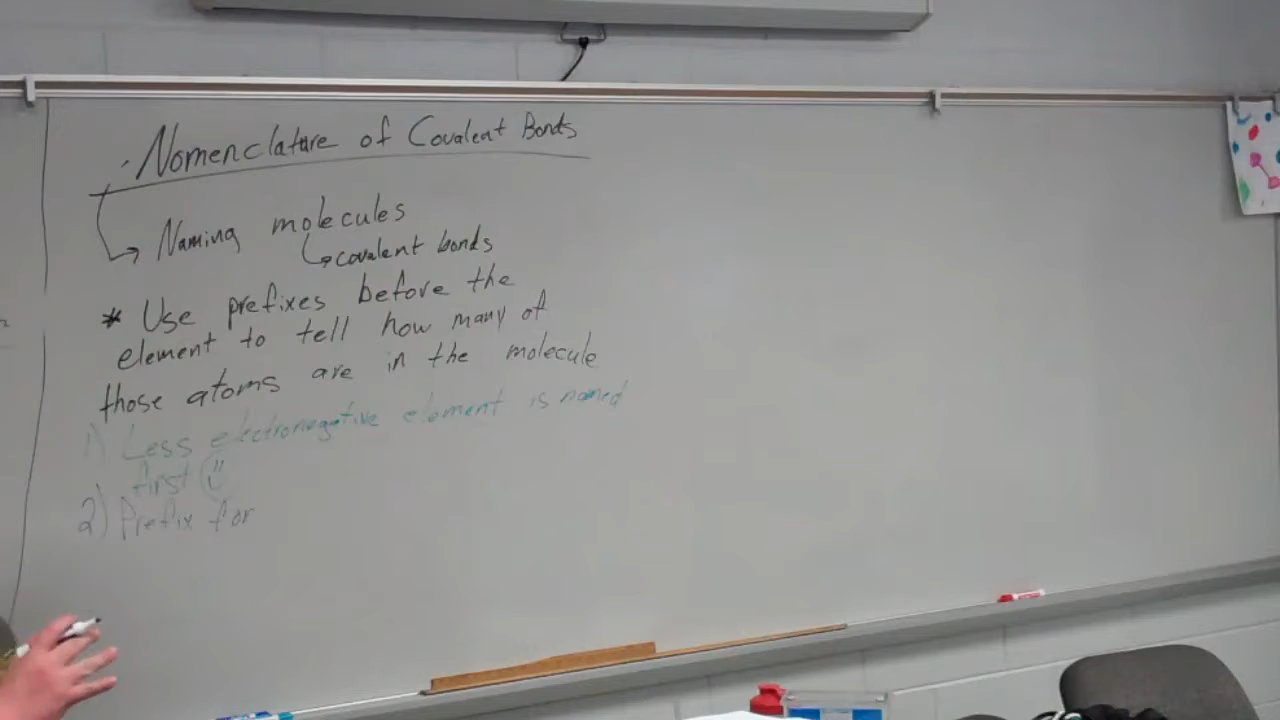 Nomenclature of Covalent Bonds
Naming molecules
covalent bonds
* Use prefixes before the
element to tell how many of
those atoms are in the molecule
1) Less electronegative element is named
first
2) Prefix for